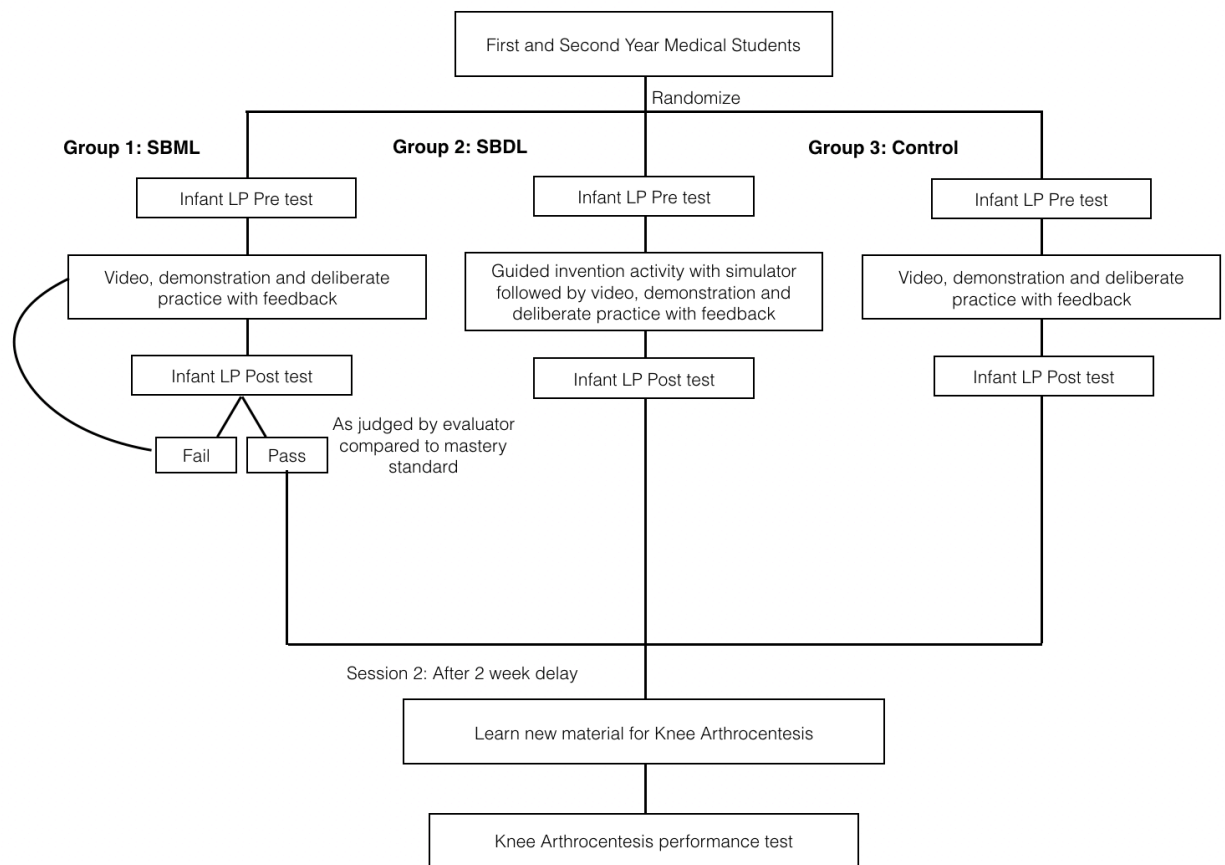 First and Second Year Medical Students
Randomize
Group 1: SBML
Group 2: SBDL
Group 3: Control
Infant LP Pre test
Infant LP Pre test
Infant LP Pre test
Video, demonstration and deliberate
practice with feedback
Guided invention activity with simulator
followed by video, demonstration and
deliberate practice with feedback
Video, demonstration and deliberate
practice with feedback
Infant LP Post test
Infant LP Post test
Infant LP Post test
Fail
Pass
As judged by evaluator
compared to mastery
standard
Session 2: After 2 week delay
Learn new material for Knee Arthrocentesis
Knee Arthrocentesis performance test